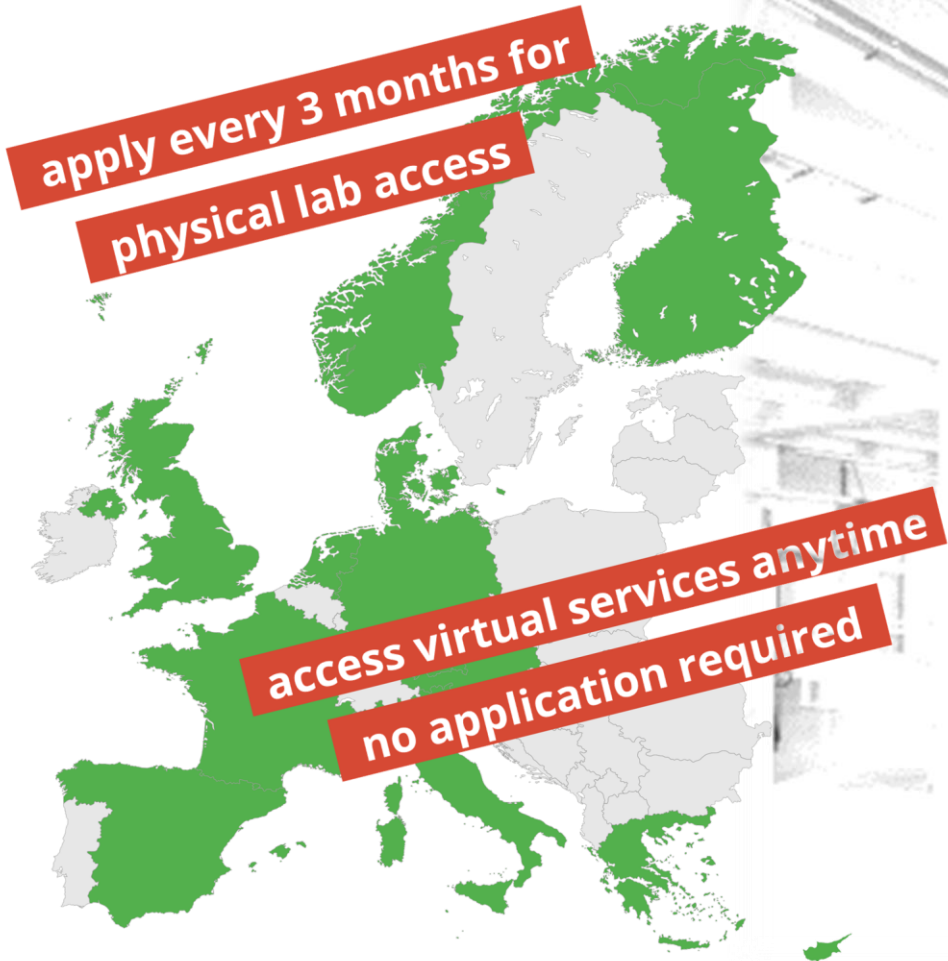 apply every 3 months for
physical lab access
access virtual services anytime
no application required